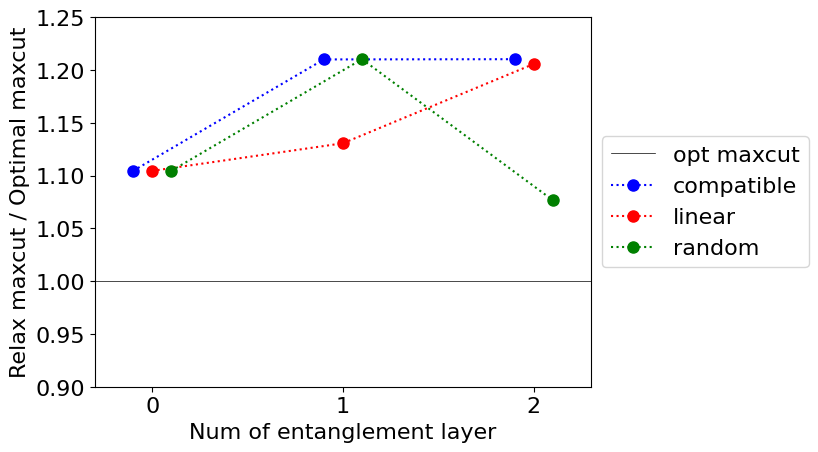 Relax maxcut / Optimal maxcut
1.25
1.20
1.15
1.10
1.05
1.00
0.95
0.90
0
1
2
Num of entanglement layer
opt maxcut
compatible
linear
random